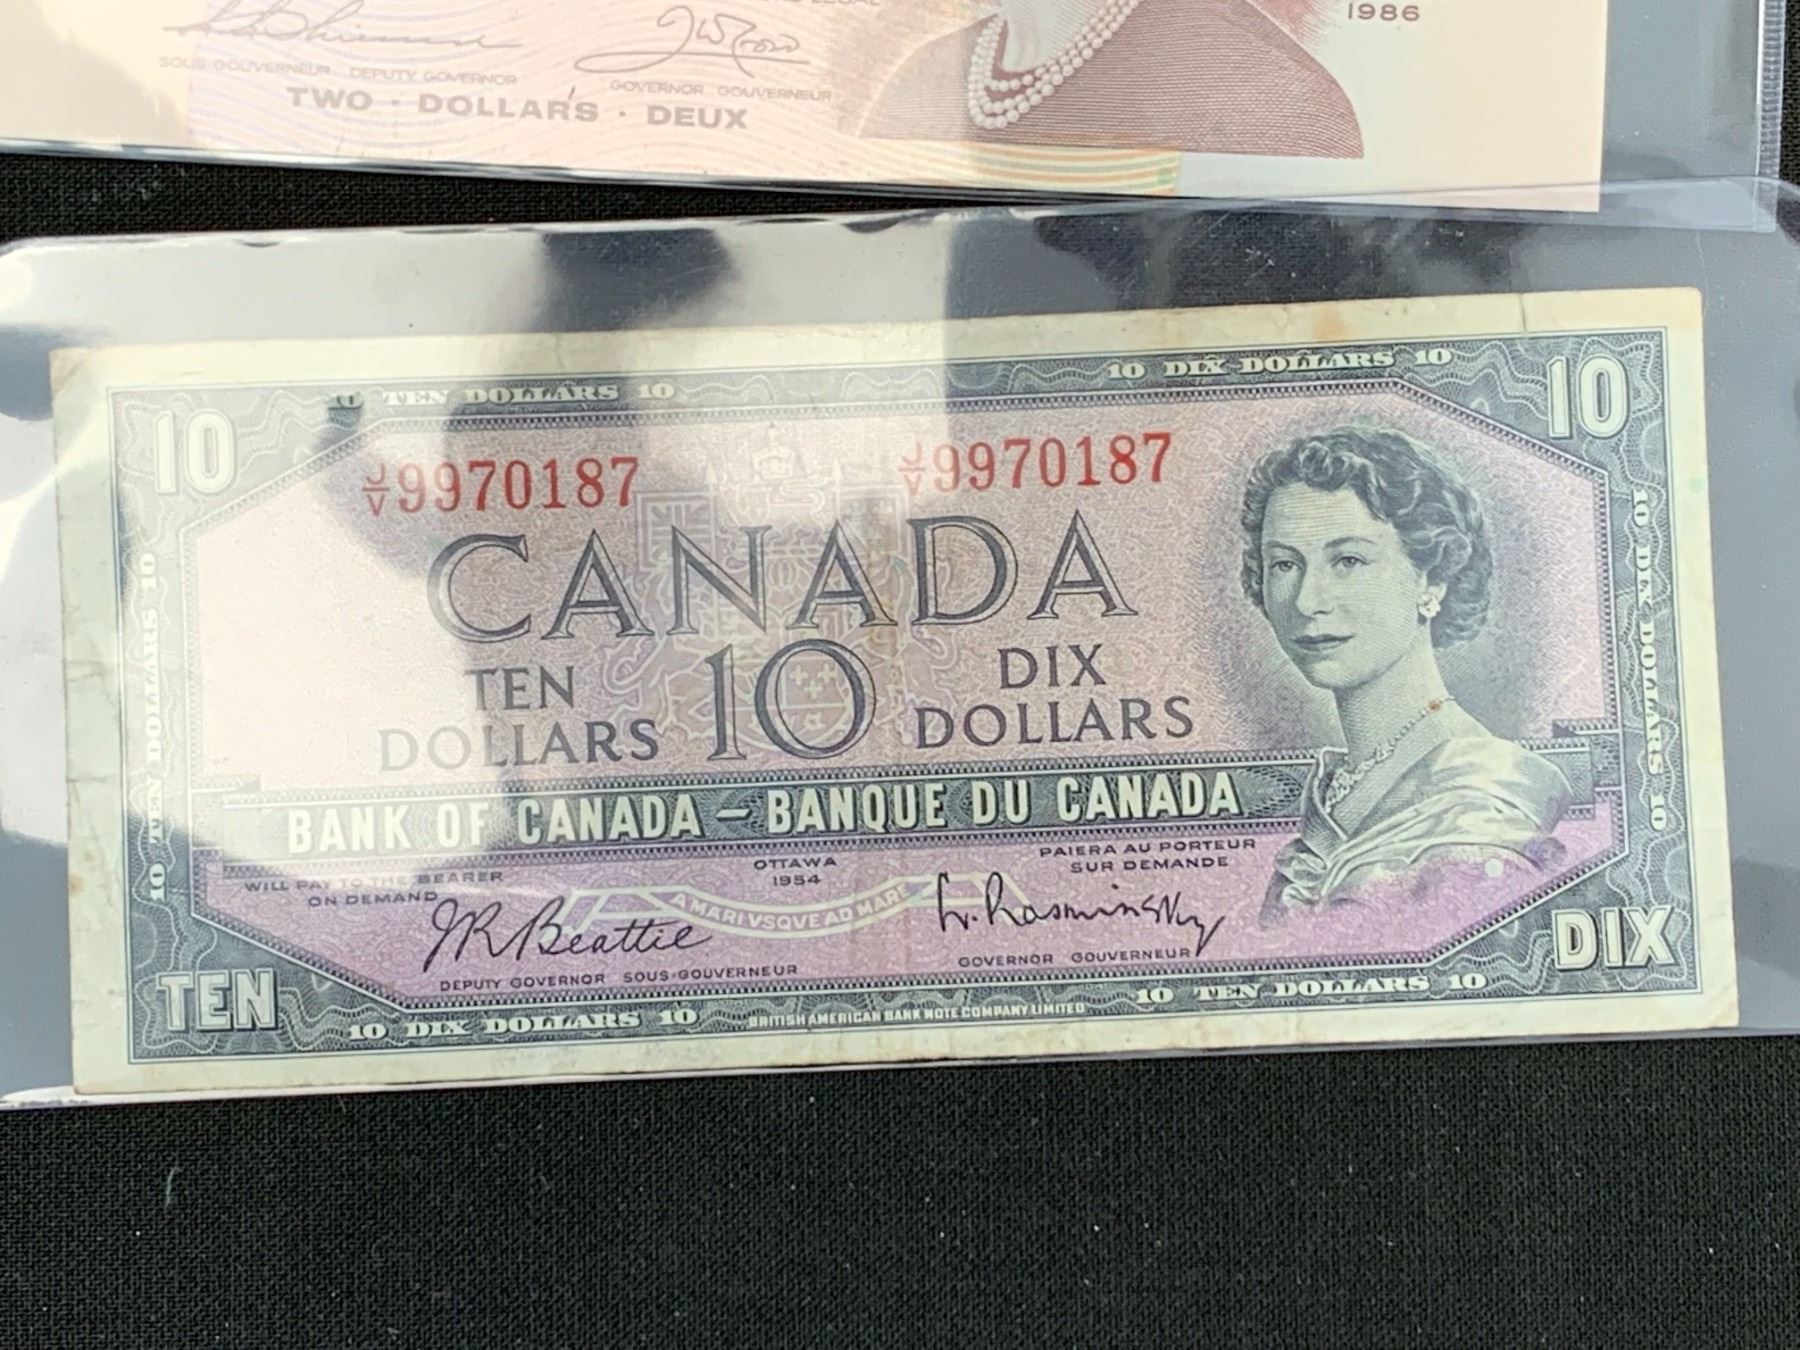 1986
SOUS-GOUVERNEUR DEPUTY GOVERNOR
GOVERNOR GOUVERNEUR
TWO · DOLLARS · DEUX
10 TEN DOLLARS 10
10 DIX DOLLARS 10
10
10
J/V 9970187
J/V 9970187
CANADA
TEN DOLLARS
10
DIX DOLLARS
BANK OF CANADA – BANQUE DU CANADA
WILL PAY TO THE BEARER ON DEMAND
OTTAWA 1954
PAIERA AU PORTEUR SUR DEMANDE
A MARI VSQVE AD MARE
J R Beattie
L. Rasminsky
DEPUTY GOVERNOR SOUS-GOUVERNEUR
GOVERNOR GOUVERNEUR
TEN
DIX
10 DIX DOLLARS 10
BRITISH AMERICAN BANK NOTE COMPANY LIMITED
10 TEN DOLLARS 10
10 TEN DOLLARS 10
10 DIX DOLLARS 10